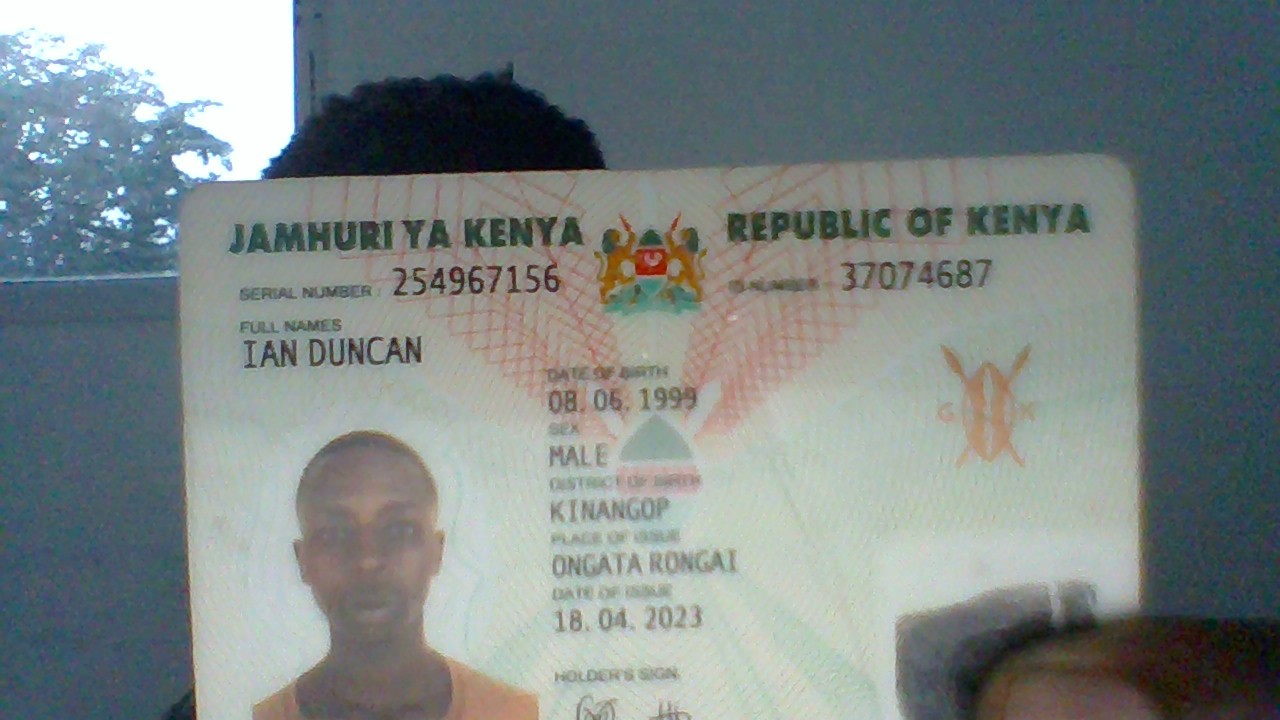 JAMHURI YA KENYA REPUBLIC OF KENYA
SERIAL NUMBER : 254967156 ID NUMBER : 37074687
FULL NAMES
IAN DUNCAN
DATE OF BIRTH
08. 06. 1999
SEX
MALE
DISTRICT OF BIRTH
KINANGOP
PLACE OF ISSUE
ONGATA RONGAI
DATE OF ISSUE
18. 04. 2023
HOLDER'S SIGN.
G K